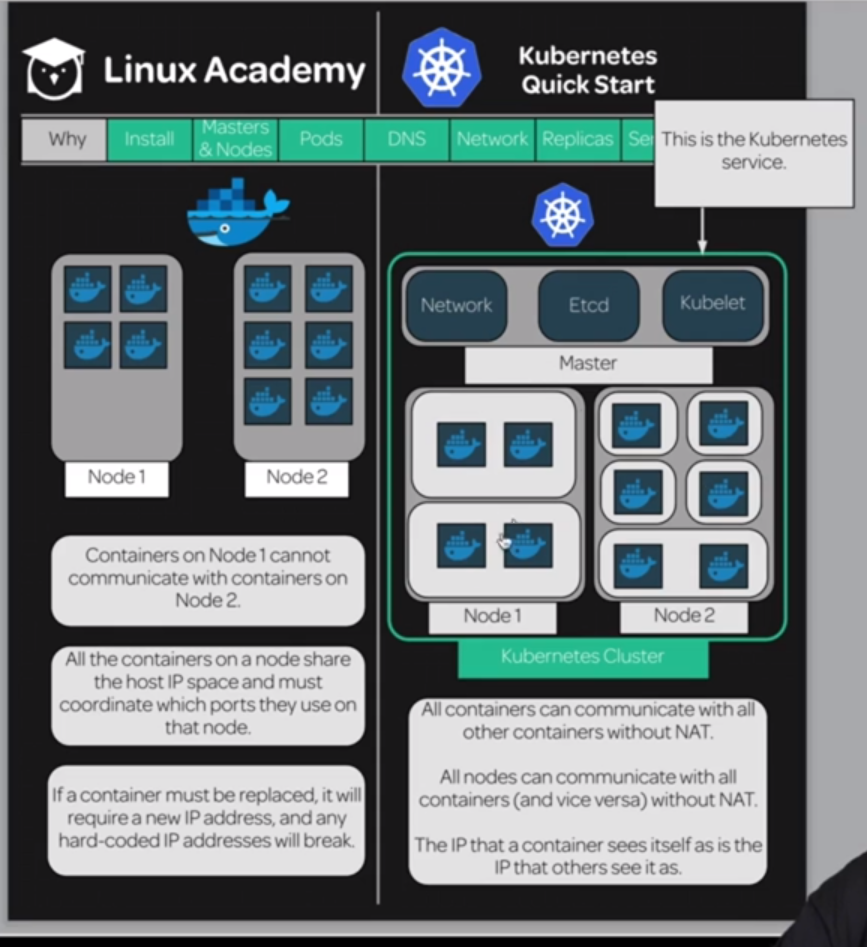 Linux Academy
Kubernetes
Quick Start
Why
Install
Masters
& Nodes
Pods
DNS
Network
Replicas
Ser
This is the Kubernetes
service.
Node 1
Node 2
Containers on Node 1 cannot
communicate with containers on
Node 2.
All the containers on a node share
the host IP space and must
coordinate which ports they use on
that node.
If a container must be replaced, it will
require a new IP address, and any
hard-coded IP addresses will break.
Network
Etcd
Kubelet
Master
Node 1
Node 2
Kubernetes Cluster
All containers can communicate with all
other containers without NAT.
All nodes can communicate with all
containers (and vice versa) without NAT.
The IP that a container sees itself as is the
IP that others see it as.